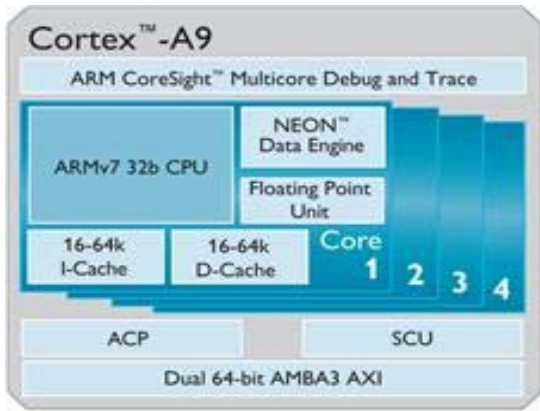 Cortex™-A9
ARM CoreSight™ Multicore Debug and Trace
ARMv7 32b CPU
NEON™
Data Engine
Floating Point
Unit
16-64k
I-Cache
16-64k
D-Cache
Core
1
2
3
4
ACP
SCU
Dual 64-bit AMBA3 AXI